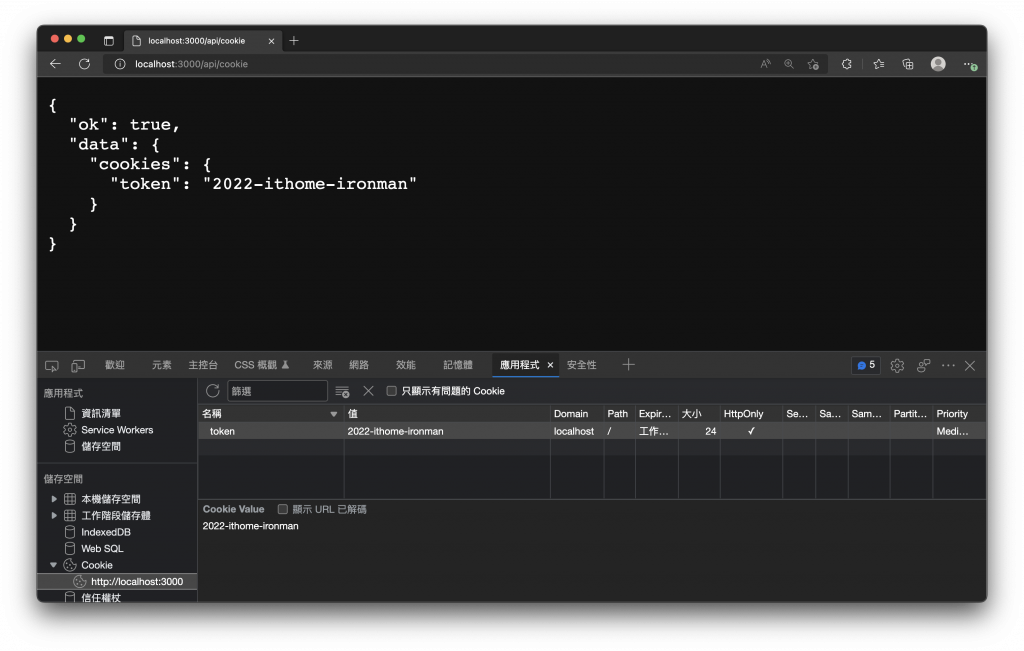 localhost:3000/api/cookie
localhost:3000/api/cookie
{
"ok": true,
"data": {
"cookies": {
"token": "2022-ithome-ironman"
}
}
}
歡迎 元素 主控台 CSS 概觀 來源 網路 效能 記憶體 應用程式 安全性 5
應用程式
資訊清單
Service Workers
儲存空間
儲存空間
本機儲存空間
工作階段儲存體
IndexedDB
Web SQL
Cookie
http://localhost:3000
信任權杖
篩選 只顯示有問題的 Cookie
名稱 值 Domain Path Expir... 大小 HttpOnly Se... Sa... Sam... Partit... Priority
token 2022-ithome-ironman localhost / 工作... 24 ✓ Medi...
Cookie Value 顯示 URL 已解碼
2022-ithome-ironman